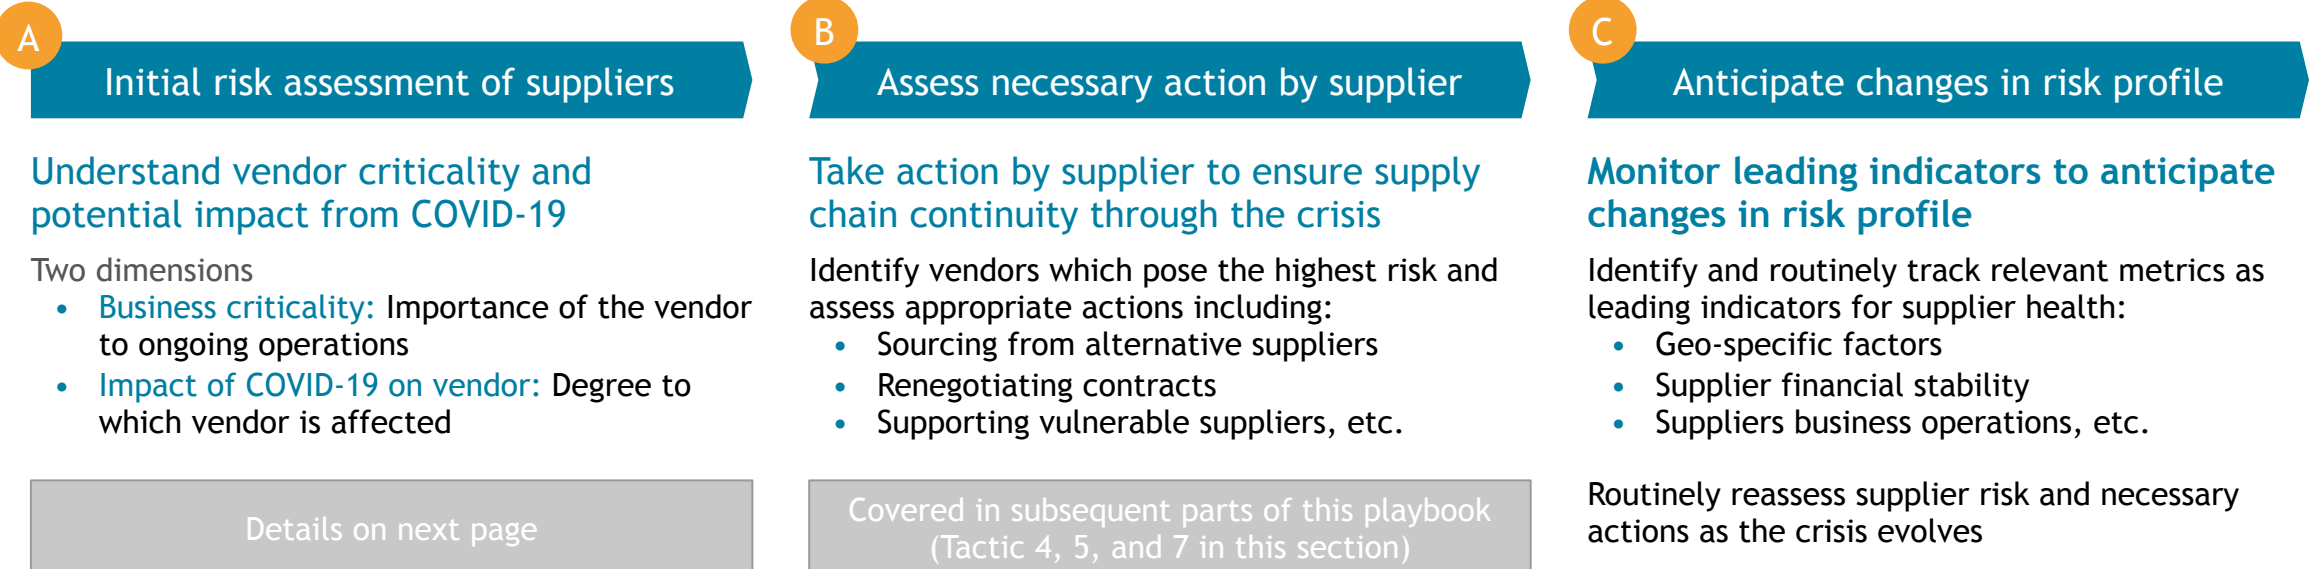 A
Initial risk assessment of suppliers
Understand vendor criticality and
potential impact from COVID-19
Two dimensions
• Business criticality: Importance of the vendor
to ongoing operations
• Impact of COVID-19 on vendor: Degree to
which vendor is affected
Details on next page
B
Assess necessary action by supplier
Take action by supplier to ensure supply
chain continuity through the crisis
Identify vendors which pose the highest risk and
assess appropriate actions including:
• Sourcing from alternative suppliers
• Renegotiating contracts
• Supporting vulnerable suppliers, etc.
Covered in subsequent parts of this playbook
(Tactic 4, 5, and 7 in this section)
C
Anticipate changes in risk profile
Monitor leading indicators to anticipate
changes in risk profile
Identify and routinely track relevant metrics as
leading indicators for supplier health:
• Geo-specific factors
• Supplier financial stability
• Suppliers business operations, etc.
Routinely reassess supplier risk and necessary
actions as the crisis evolves